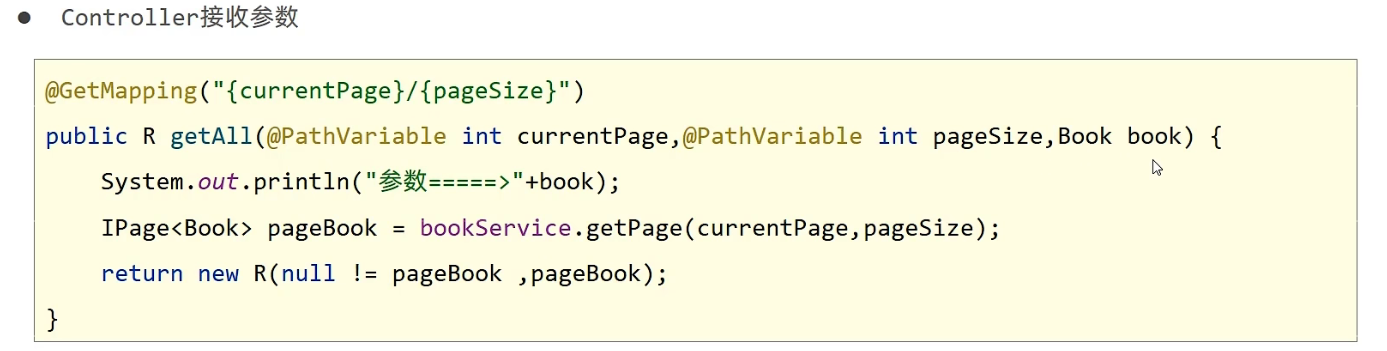 ● Controller接收参数
@GetMapping("{currentPage}/{pageSize}")
public R getAll(@PathVariable int currentPage,@PathVariable int pageSize,Book book) {
    System.out.println("参数=====>"+book);
    IPage<Book> pageBook = bookService.getPage(currentPage,pageSize);
    return new R(null != pageBook ,pageBook);
}